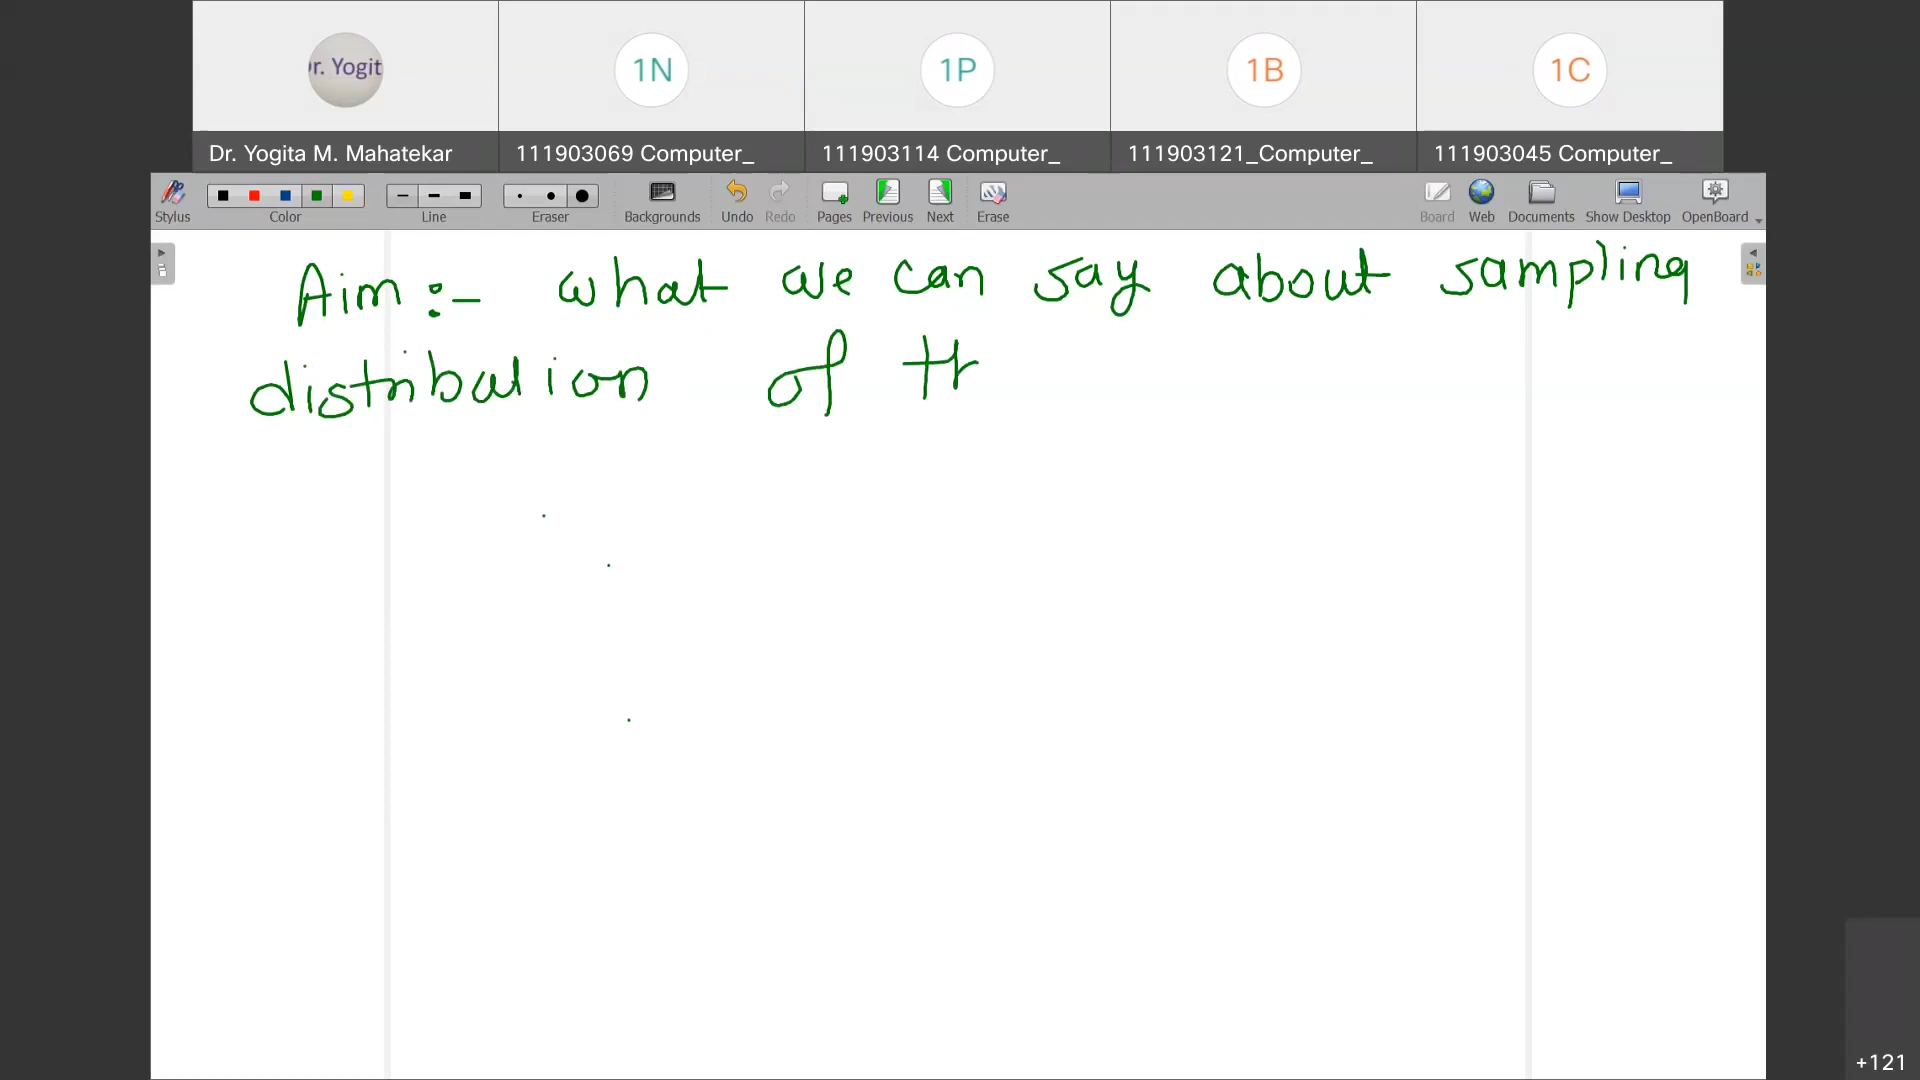 r. Yogit
1N
1P
1B
1C
Dr. Yogita M. Mahatekar
111903069 Computer_
111903114 Computer_
111903121_Computer_
111903045 Computer_
Stylus
Color
Line
Eraser
Backgrounds
Undo
Redo
Pages
Previous
Next
Erase
Board
Web
Documents
Show Desktop
OpenBoard
Aim :- what we can say about sampling
distribution of th
+121